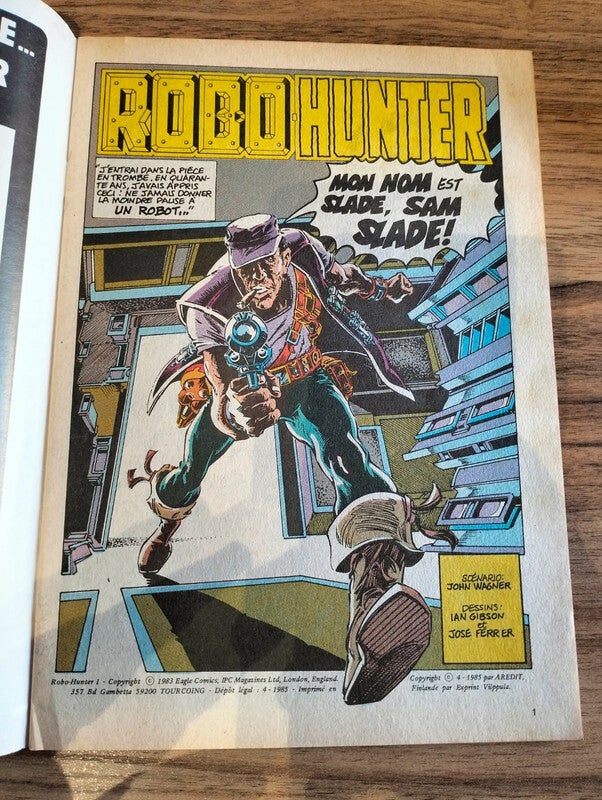 E...
R
ROBO-HUNTER
"J'ENTRAI DANS LA PIÈCE
EN TROMBE. EN QUARAN-
TE ANS, J'AVAIS APPRIS
CECI : NE JAMAIS DONNER
LA MOINDRE PAUSE À
UN ROBOT..."
MON NOM EST
SLADE, SAM
SLADE!
SCÉNARIO:
JOHN WAGNER
DESSINS:
IAN GIBSON
et
JOSE FERRER
Robo-Hunter 1 - Copyright © 1983 Eagle Comics, IPC Magazines Ltd, London, England.
357 Bd Gambetta 59200 TOURCOING - Dépôt légal : 4-1985 - Imprimé en
Copyright © 4-1985 par AREDIT,
Finlande par Exprint Viippula.
1